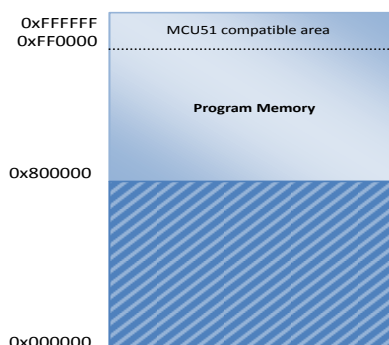 0xFFFFFF
MCU51 compatible area
0xFF0000
Program Memory
0x800000
0x000000